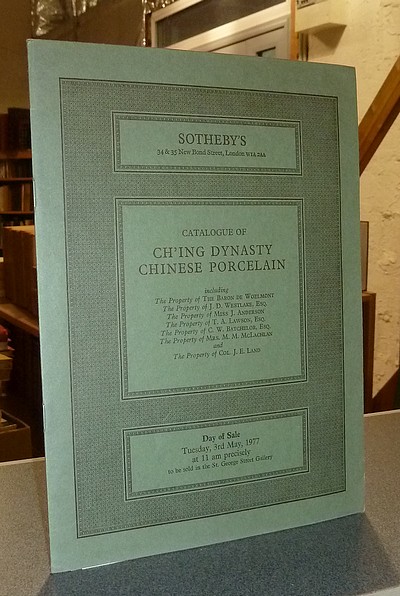 SOTHEBY'S
34 & 35 New Bond Street, London W1A 2AA
CATALOGUE OF
CH'ING DYNASTY
CHINESE PORCELAIN
including
The Property of THE BARON DE WOELMONT
The Property of J. D. WESTLAKE, ESQ.
The Property of MISS J. ANDERSON
The Property of T. A. LAWSON, ESQ.
The Property of C. W. BATCHELOR, ESQ.
The Property of MRS. M. M. MCLACHLAN
and
The Property of COL. J. E. LAND
Day of Sale
Tuesday, 3rd May, 1977
at 11 am precisely
to be sold in the St. George Street Gallery